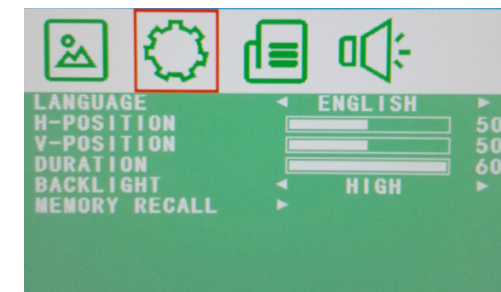 LANGUAGE ENGLISH
H-POSITION 50
V-POSITION 50
DURATION 60
BACKLIGHT HIGH
MEMORY RECALL